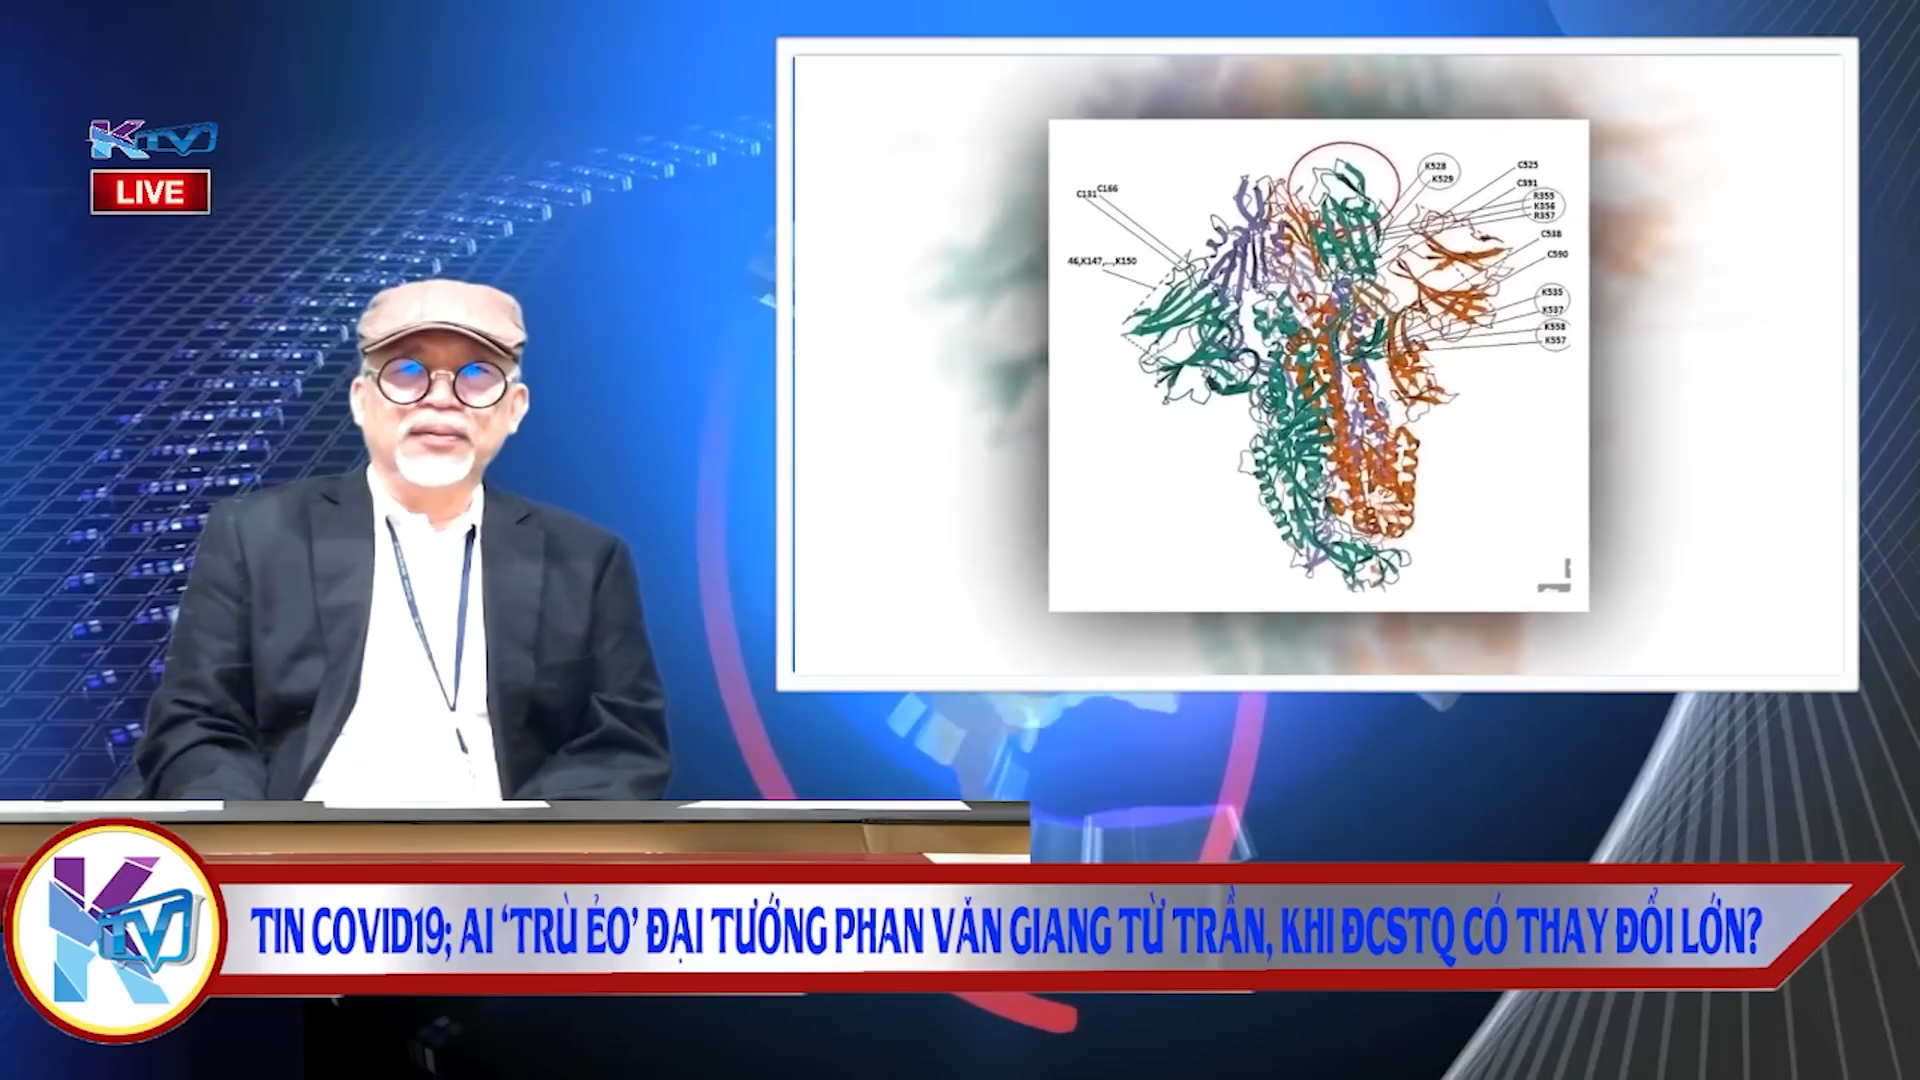 KTV
LIVE
C131
C166
46,K147,...,K150
K528
K529
C525
C391
R355
K356
R357
C538
C590
K535
K537
K558
K557
KTV
TIN COVID19; AI ‘TRÙ ẺO’ ĐẠI TƯỚNG PHAN VĂN GIANG TỪ TRẦN, KHI ĐCSTQ CÓ THAY ĐỔI LỚN?